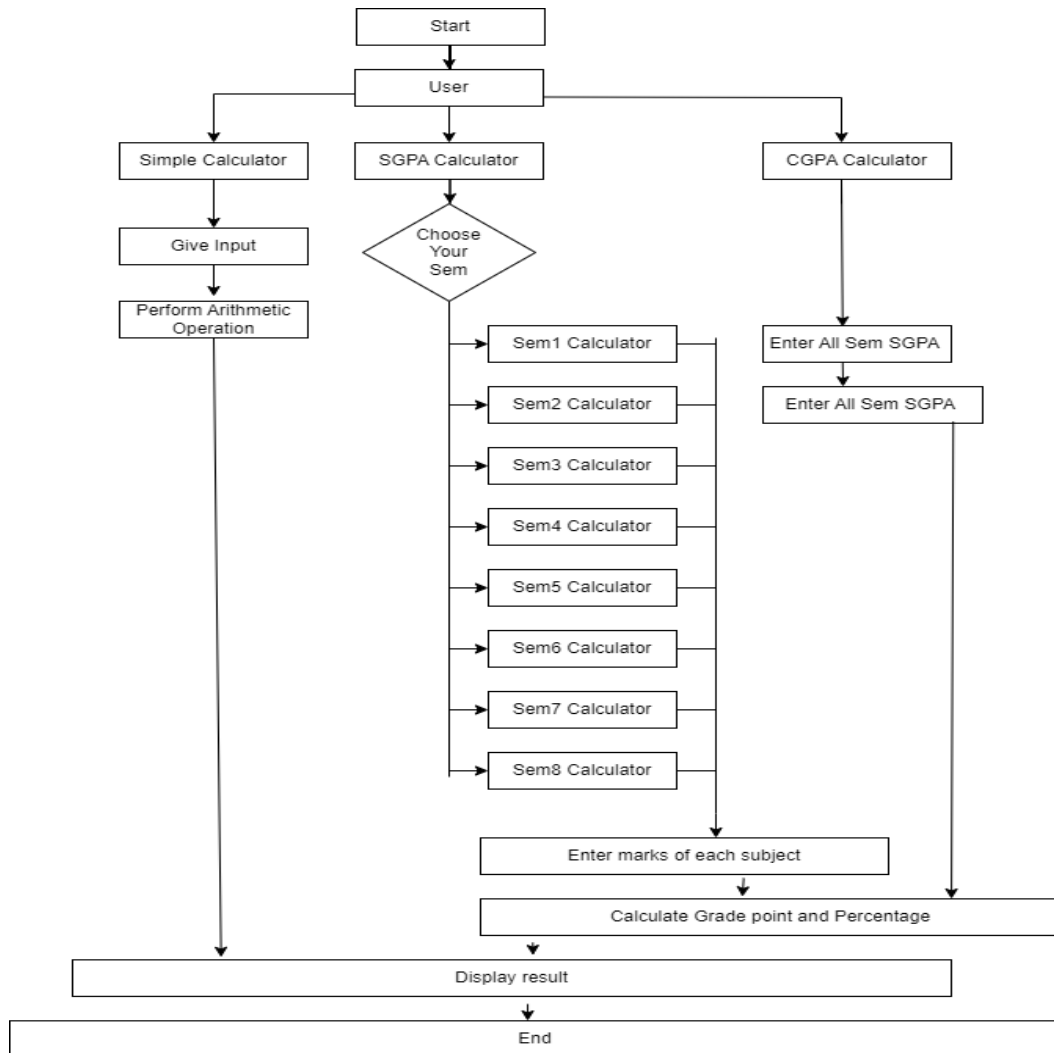 Start
User
Simple Calculator
SGPA Calculator
CGPA Calculator
Give Input
Choose
Your
Sem
Perform Arithmetic
Operation
Sem1 Calculator
Enter All Sem SGPA
Sem2 Calculator
Enter All Sem SGPA
Sem3 Calculator
Sem4 Calculator
Sem5 Calculator
Sem6 Calculator
Sem7 Calculator
Sem8 Calculator
Enter marks of each subject
Calculate Grade point and Percentage
Display result
End